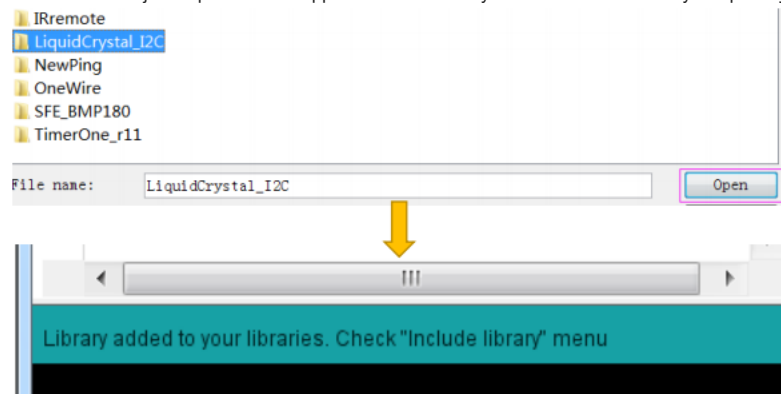 IRremote
LiquidCrystal_I2C
NewPing
OneWire
SFE_BMP180
TimerOne_r11
File name: LiquidCrystal_I2C Open
Library added to your libraries. Check "Include library" menu